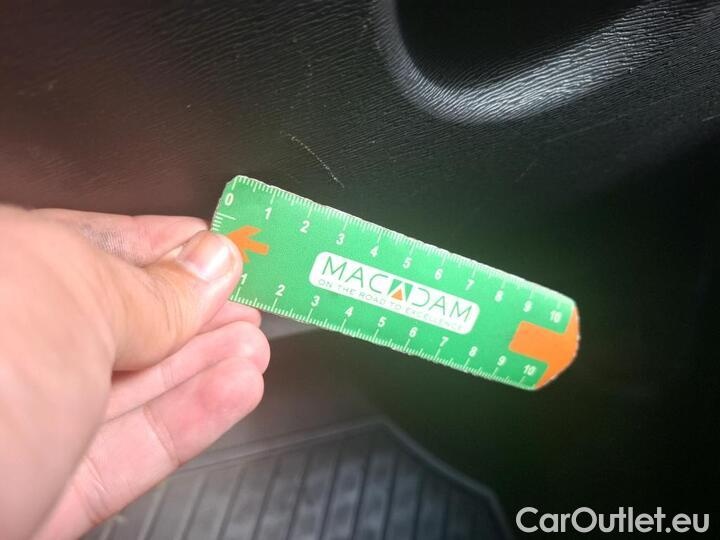 0 1 2 3 4 5 6 7 8 9 10
MACADAM
ON THE ROAD TO EXCELLENCE
1 2 3 4 5 6 7 8 9 10
CarOutlet.eu